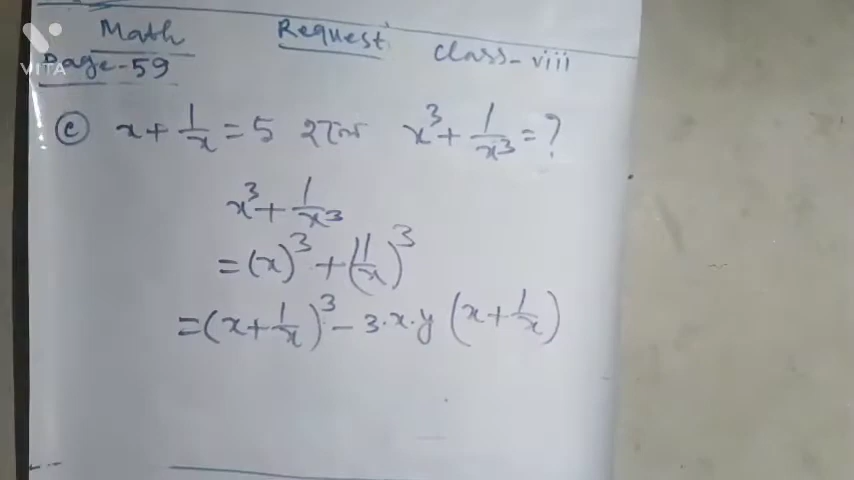 Math Request Class-viii
VITA
Page-59
ⓒ x + 1/x = 5 হলে x³ + 1/x³ = ?
x³ + 1/x³
= (x)³ + (1/x)³
= (x + 1/x)³ - 3.x.y (x + 1/x)